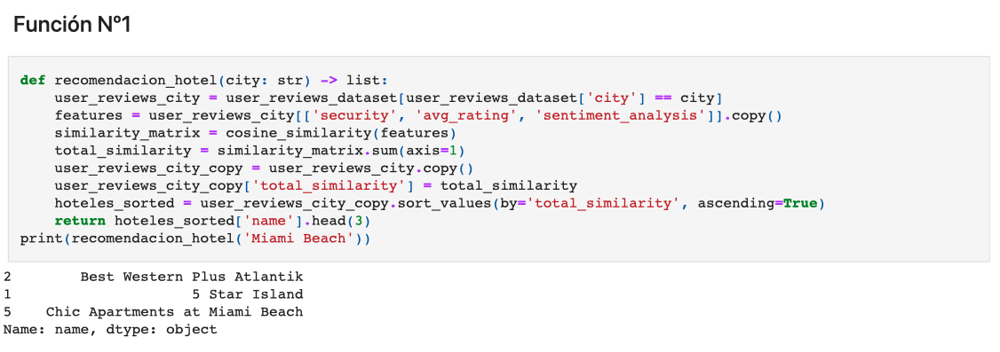 Función Nº1
def recomendacion_hotel(city: str) -> list:
    user_reviews_city = user_reviews_dataset[user_reviews_dataset['city'] == city]
    features = user_reviews_city[['security', 'avg_rating', 'sentiment_analysis']].copy()
    similarity_matrix = cosine_similarity(features)
    total_similarity = similarity_matrix.sum(axis=1)
    user_reviews_city_copy = user_reviews_city.copy()
    user_reviews_city_copy['total_similarity'] = total_similarity
    hoteles_sorted = user_reviews_city_copy.sort_values(by='total_similarity', ascending=True)
    return hoteles_sorted['name'].head(3)
print(recomendacion_hotel('Miami Beach'))
2        Best Western Plus Atlantik
1                     5 Star Island
5    Chic Apartments at Miami Beach
Name: name, dtype: object